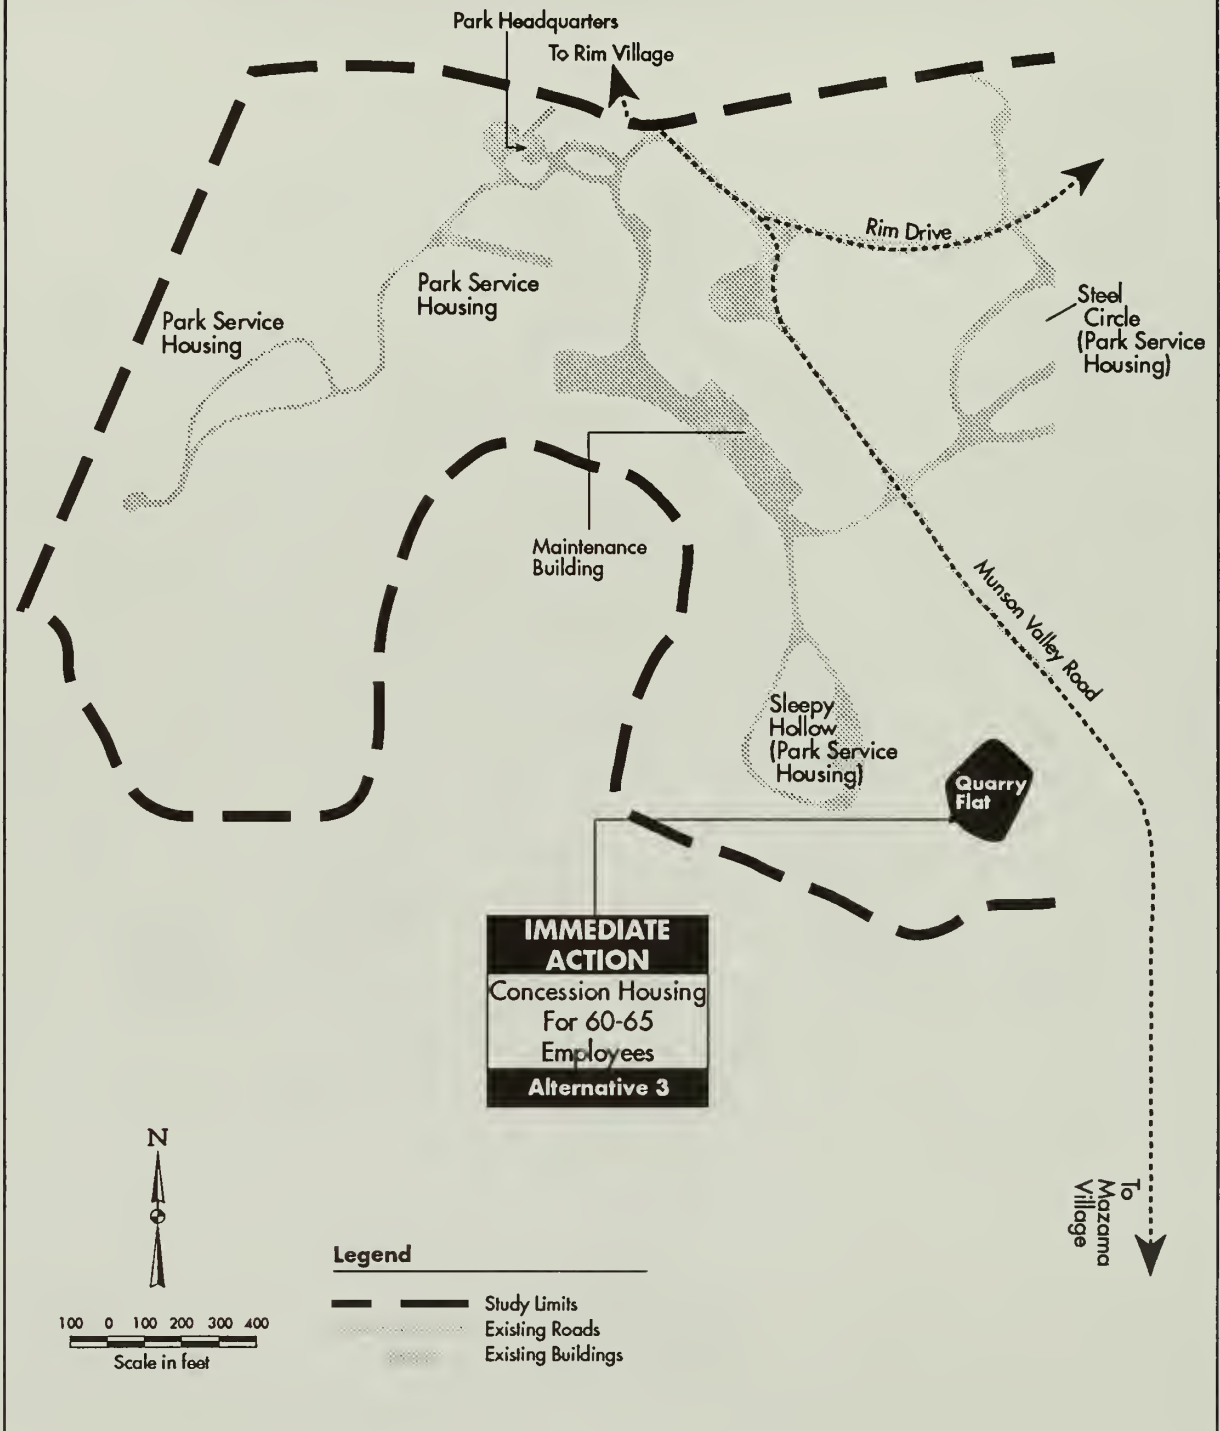 Park Headquarters
To Rim Village
Rim Drive
Park Service
Housing
Park Service
Housing
Steel
Circle
(Park Service
Housing)
Maintenance
Building
Munson Valley Road
Sleepy
Hollow
(Park Service
Housing)
Quarry
Flat
IMMEDIATE
ACTION
Concession Housing
For 60-65
Employees
Alternative 3
To
Mazama
Village
N
Legend
Study Limits
Existing Roads
Existing Buildings
100 0 100 200 300 400
Scale in feet